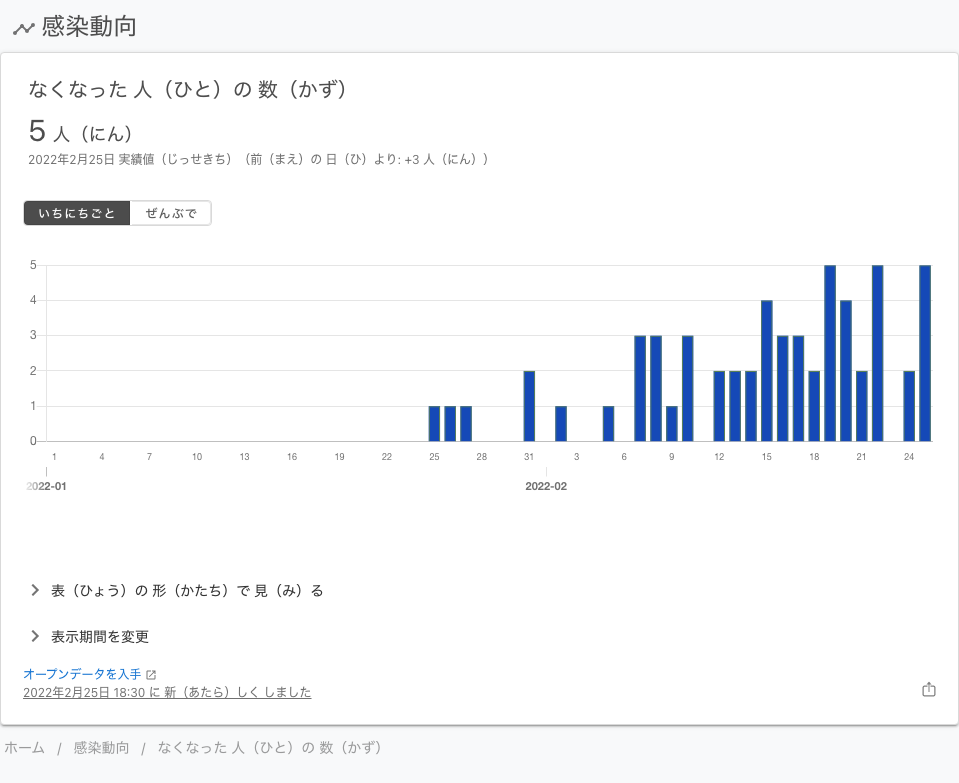 感染動向
なくなった 人（ひと）の 数（かず）
5 人（にん）
2022年2月25日 実績値（じっせきち）（前（まえ）の 日（ひ）より: +3 人（にん））
いちにちごと ぜんぶで
5
4
3
2
1
0
1 4 7 10 13 16 19 22 25 28 31 3 6 9 12 15 18 21 24
2022-01 2022-02
表（ひょう）の 形（かたち）で 見（み）る
表示期間を変更
オープンデータを入手
2022年2月25日 18:30 に 新（あたら）しく しました
ホーム / 感染動向 / なくなった 人（ひと）の 数（かず）